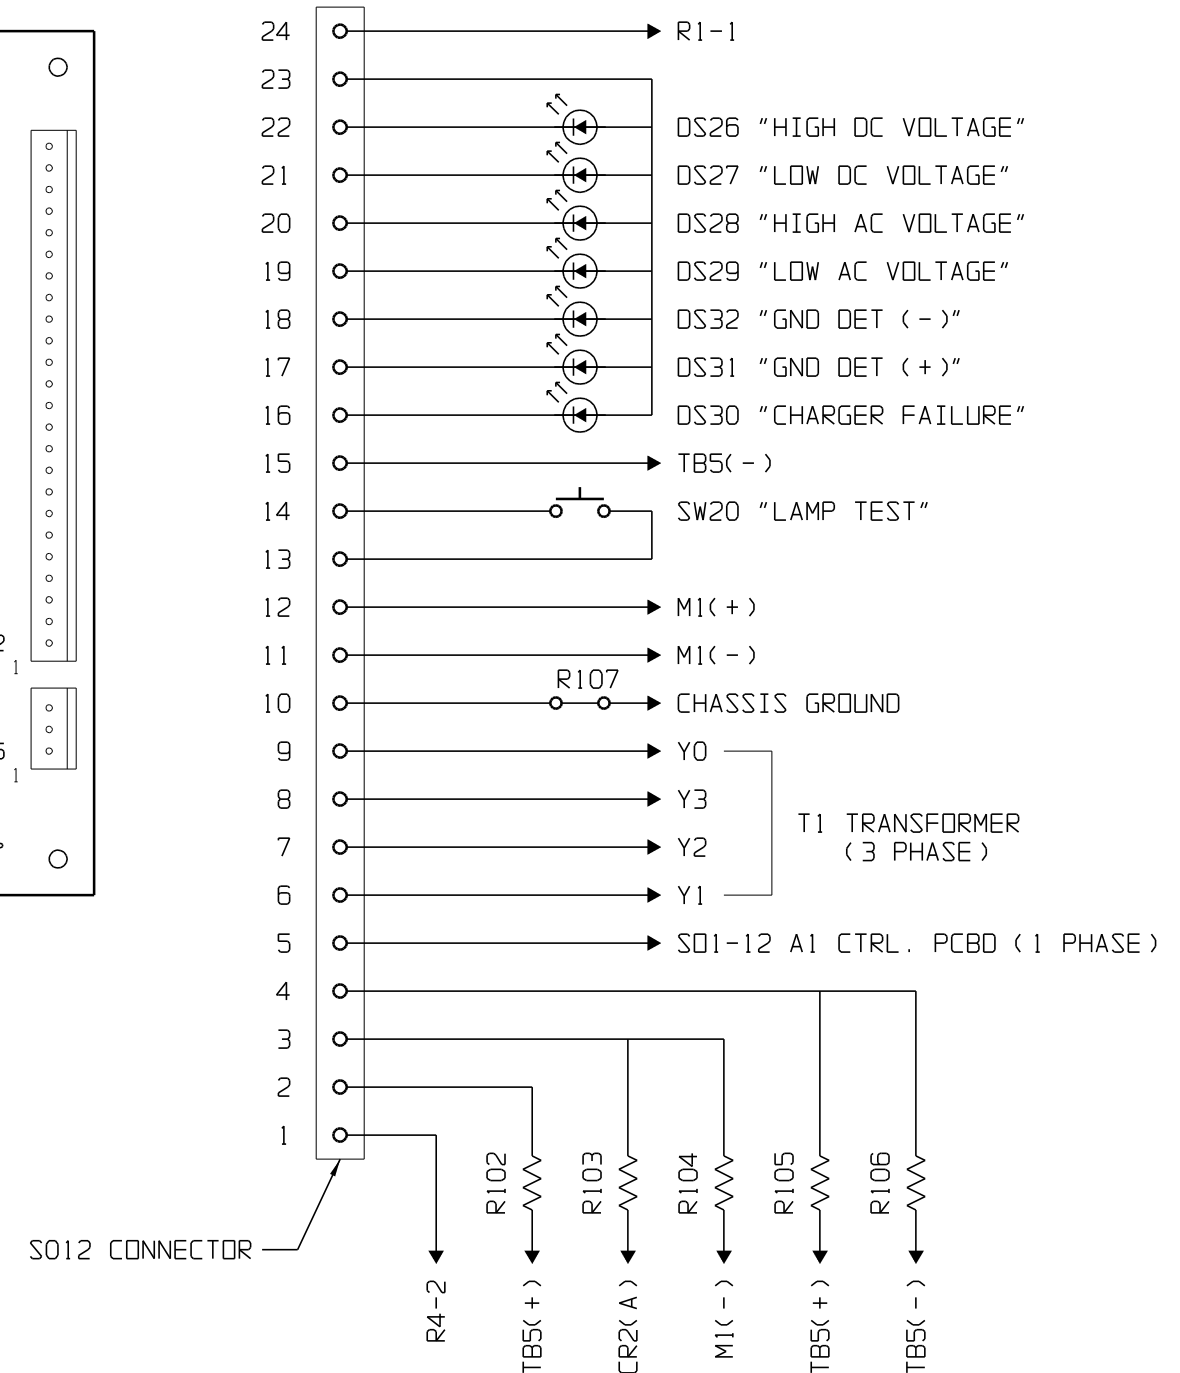 24 R1-1
23
22 DS26 "HIGH DC VOLTAGE"
21 DS27 "LOW DC VOLTAGE"
20 DS28 "HIGH AC VOLTAGE"
19 DS29 "LOW AC VOLTAGE"
18 DS32 "GND DET (-)"
17 DS31 "GND DET (+)"
16 DS30 "CHARGER FAILURE"
15 TB5(-)
14 SW20 "LAMP TEST"
13
12 M1(+)
11 M1(-)
R107
10 CHASSIS GROUND
9 Y0
8 Y3
T1 TRANSFORMER
(3 PHASE)
7 Y2
6 Y1
5 SO1-12 A1 CTRL. PCBD (1 PHASE)
4
3
2
1
1
1
R102
R103
R104
R105
R106
SO12 CONNECTOR
R4-2
TB5(+)
CR2(A)
M1(-)
TB5(+)
TB5(-)